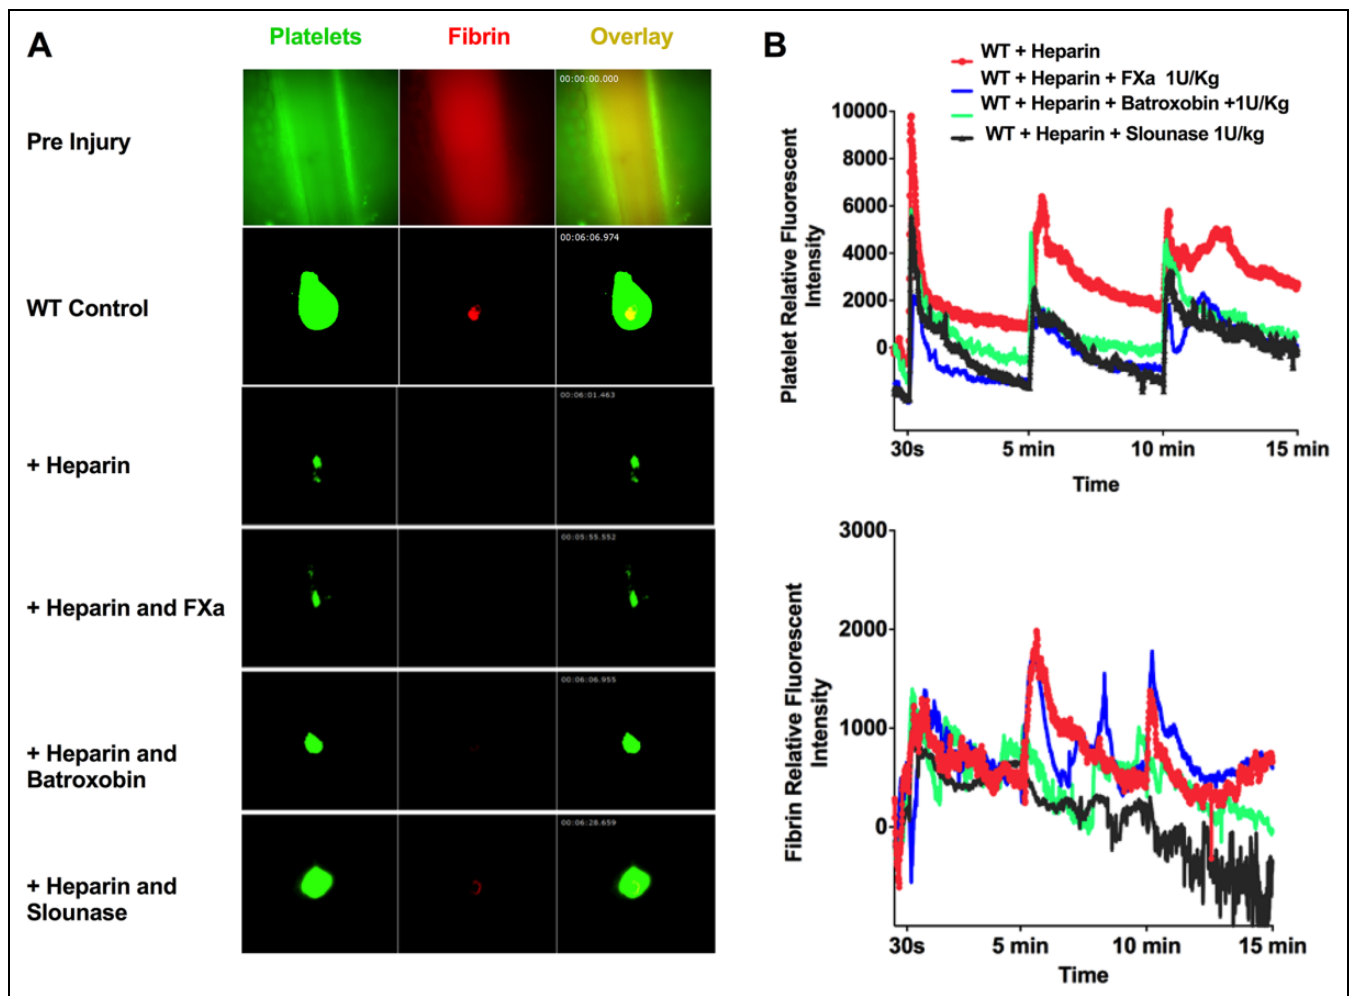 A
Platelets
Fibrin
Overlay
Pre Injury
00:00:00.000
WT Control
00:06:06.974
+ Heparin
00:06:01.463
+ Heparin and FXa
00:05:55.552
+ Heparin and
Batroxobin
00:06:06.955
+ Heparin and
Slounase
00:06:28.659
B
WT + Heparin
WT + Heparin + FXa 1U/Kg
WT + Heparin + Batroxobin +1U/Kg
WT + Heparin + Slounase 1U/kg
Platelet Relative Fluorescent
Intensity
10000
8000
6000
4000
2000
0
30s
5 min
10 min
15 min
Time
Fibrin Relative Fluorescent
Intensity
3000
2000
1000
0
30s
5 min
10 min
15 min
Time